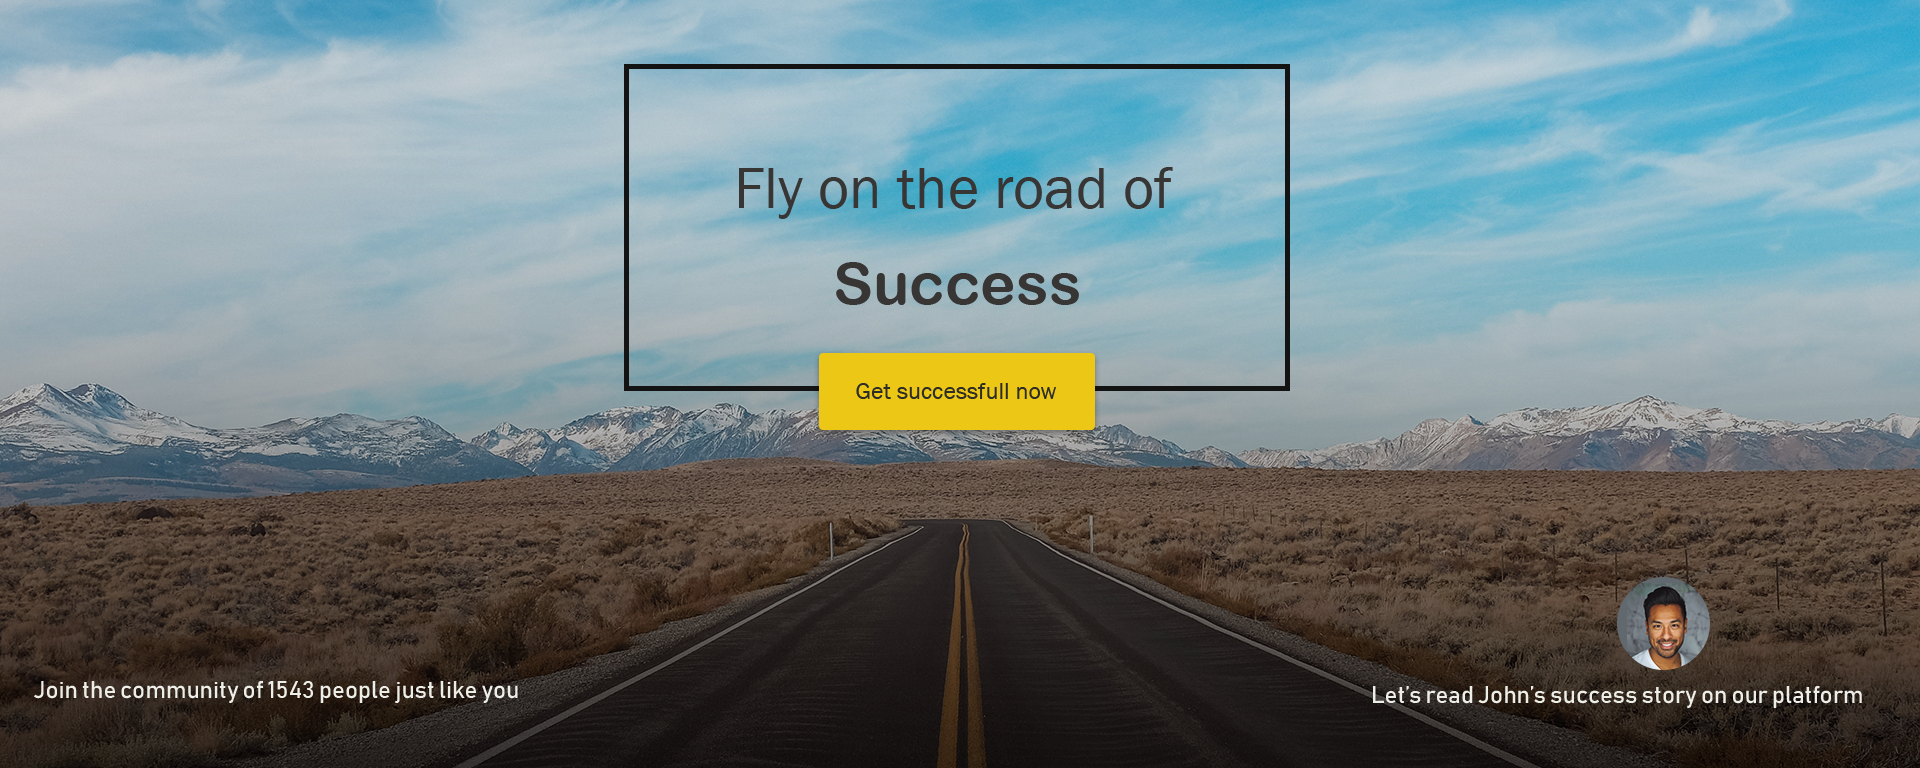 Fly on the road of
Success
Get successfull now
Join the community of 1543 people just like you
Let's read John's success story on our platform